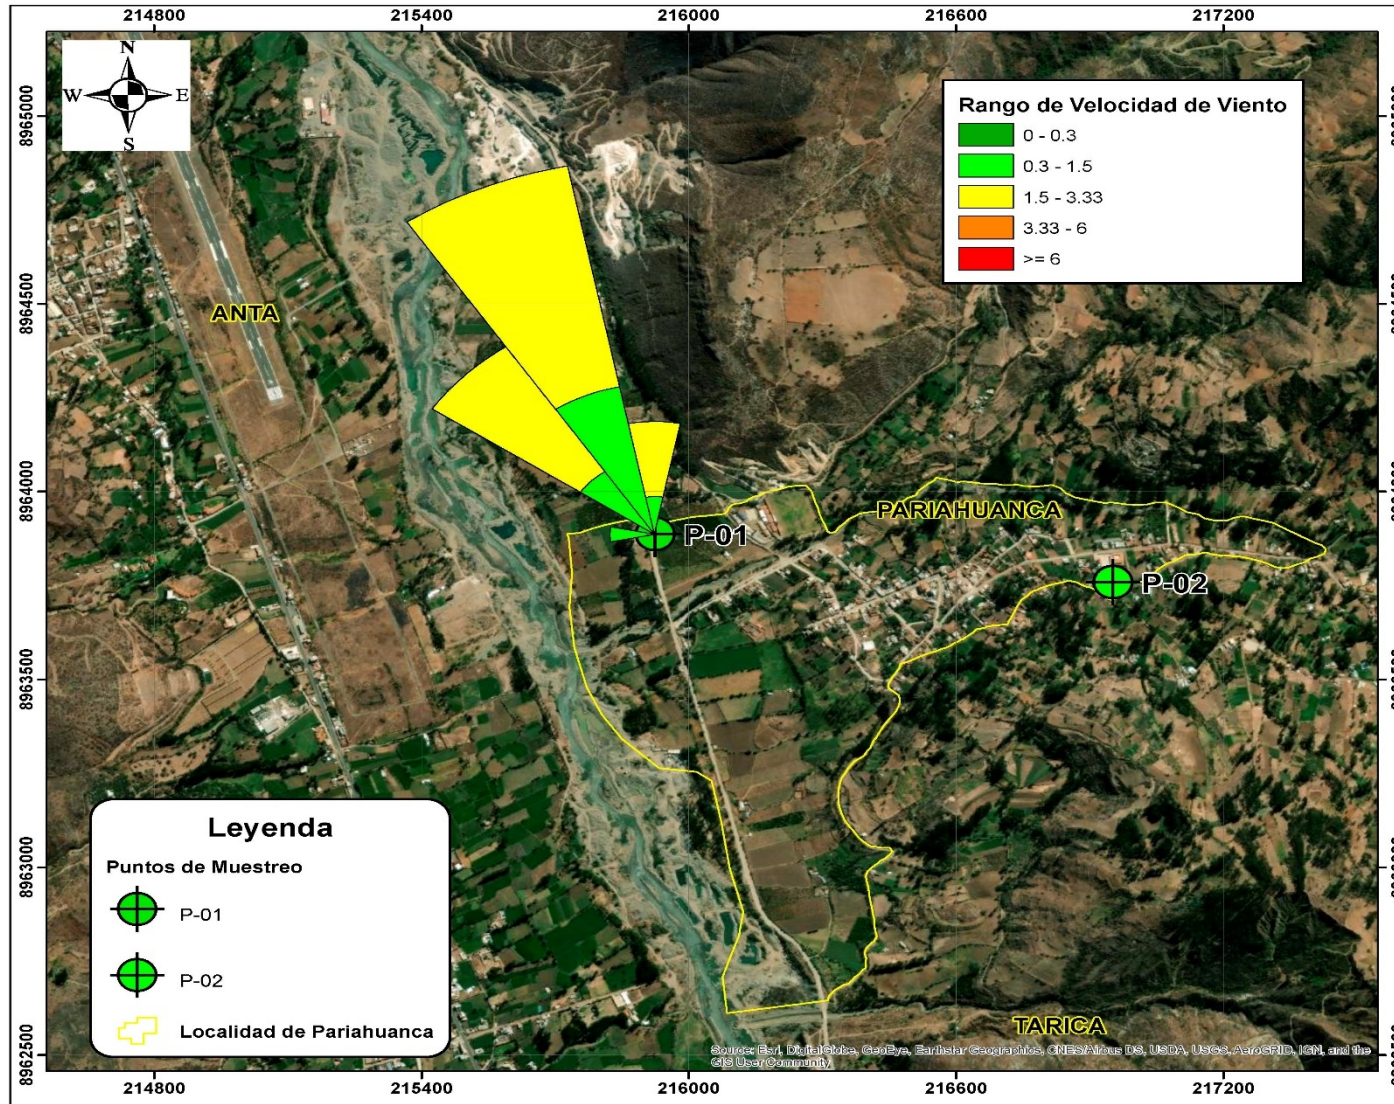 214800 215400 216000 216600 217200
N
W E
S
Rango de Velocidad de Viento
0 - 0.3
0.3 - 1.5
1.5 - 3.33
3.33 - 6
>= 6
8965000
8964500
ANTA
8964000
PARIAHUANCA
P-01
P-02
8963500
Leyenda
Puntos de Muestreo
P-01
P-02
Localidad de Pariahuanca
8963000
TARICA
8962500
Source: Esri, DigitalGlobe, GeoEye, Earthstar Geographics, CNES/Airbus DS, USDA, USGS, AeroGRID, IGN, and the
GIS User Community
214800 215400 216000 216600 217200